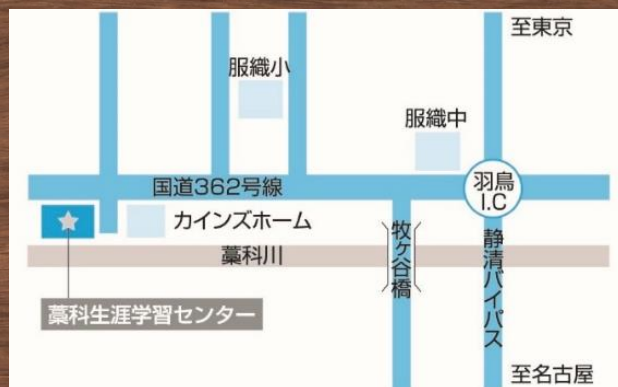 至東京
服織小
服織中
国道362号線
羽鳥
I.C
カインズホーム
藁科川
牧ヶ谷橋
静清バイパス
藁科生涯学習センター
至名古屋